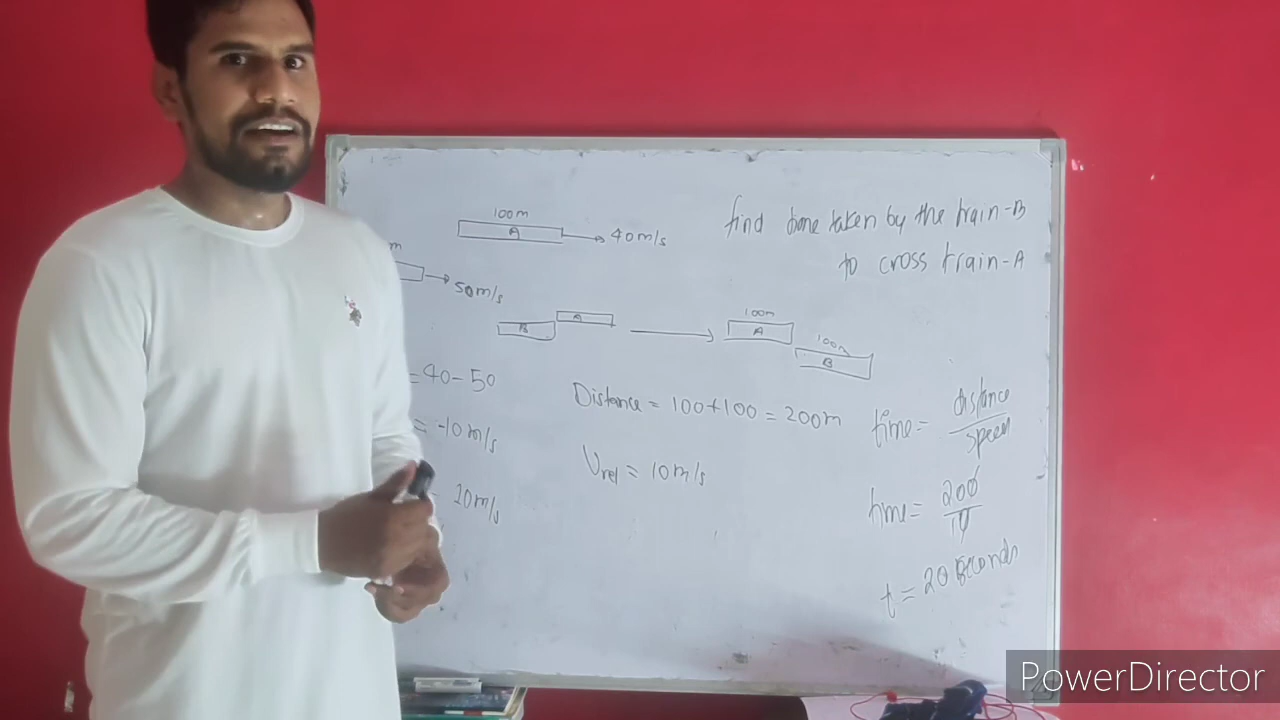 100m
A
40m/s
find time taken by the train-B
to cross train-A
m
50m/s
B
A
100m
A
100m
B
= 40 - 50
= -10m/s
10m/s
Distance = 100+100 = 200m
Vrel = 10m/s
time = distance/speed
time = 200/10
t = 20 seconds
PowerDirector